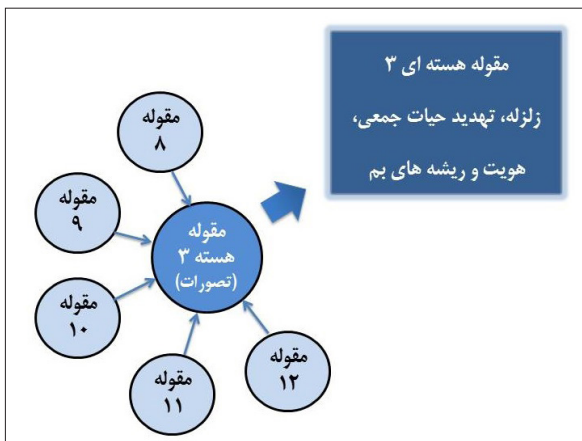 مقوله هسته ای ۳
زلزله، تهدید حیات جمعی،
هویت و ریشه های بم
مقوله
۸
مقوله
۹
مقوله
هسته ۳
(تصورات)
مقوله
۱۰
مقوله
۱۱
مقوله
۱۲